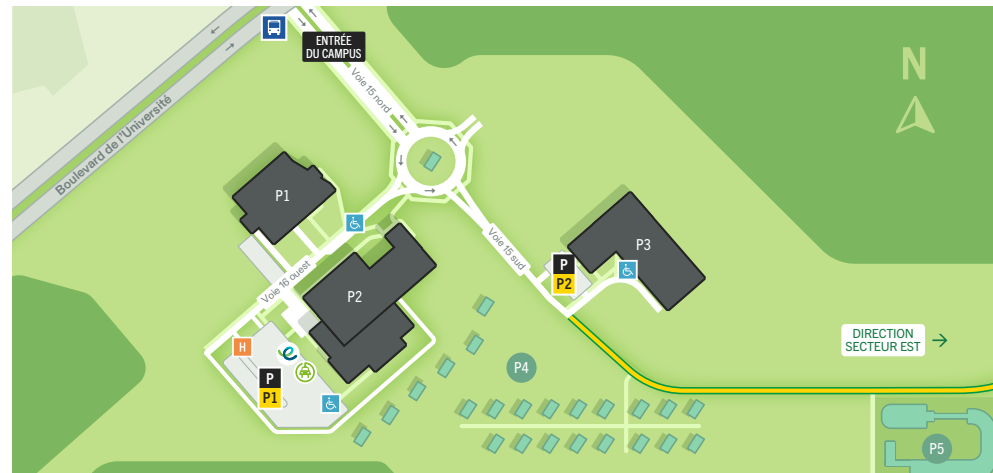 ENTRÉE
DU CAMPUS
Voie 15 nord
N
Boulevard de l'Université
P1
P3
Voie 15 sud
P
P2
Voie 16 ouest
P2
DIRECTION
SECTEUR EST
H
P4
P
P1
P5